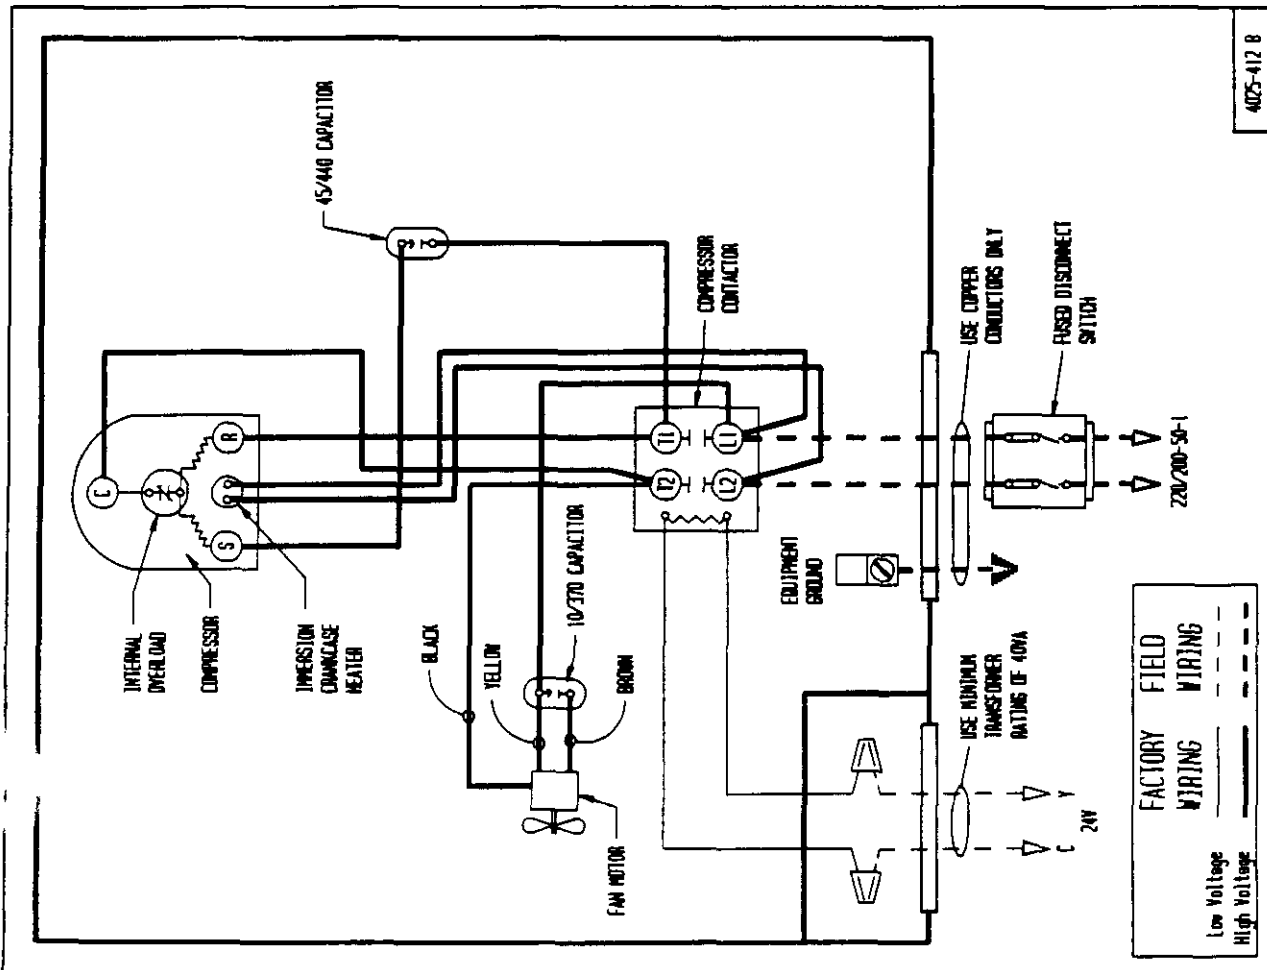 4025-412 B
45/440 CAPACITOR
C
R
S
INTERNAL
OVERLOAD
COMPRESSOR
IMMERSION
CRANKCASE
HEATER
COMPRESSOR
CONTACTOR
T1
L1
T2
L2
BLACK
YELLOW
10/370 CAPACITOR
BROWN
FAN MOTOR
EQUIPMENT
GROUND
USE COPPER
CONDUCTORS ONLY
FUSED DISCONNECT
SWITCH
220/200-50-1
USE MINIMUM
TRANSFORMER
RATING OF 40VA
Y
C
24V
FACTORY
WIRING
FIELD
WIRING
Low Voltage
High Voltage